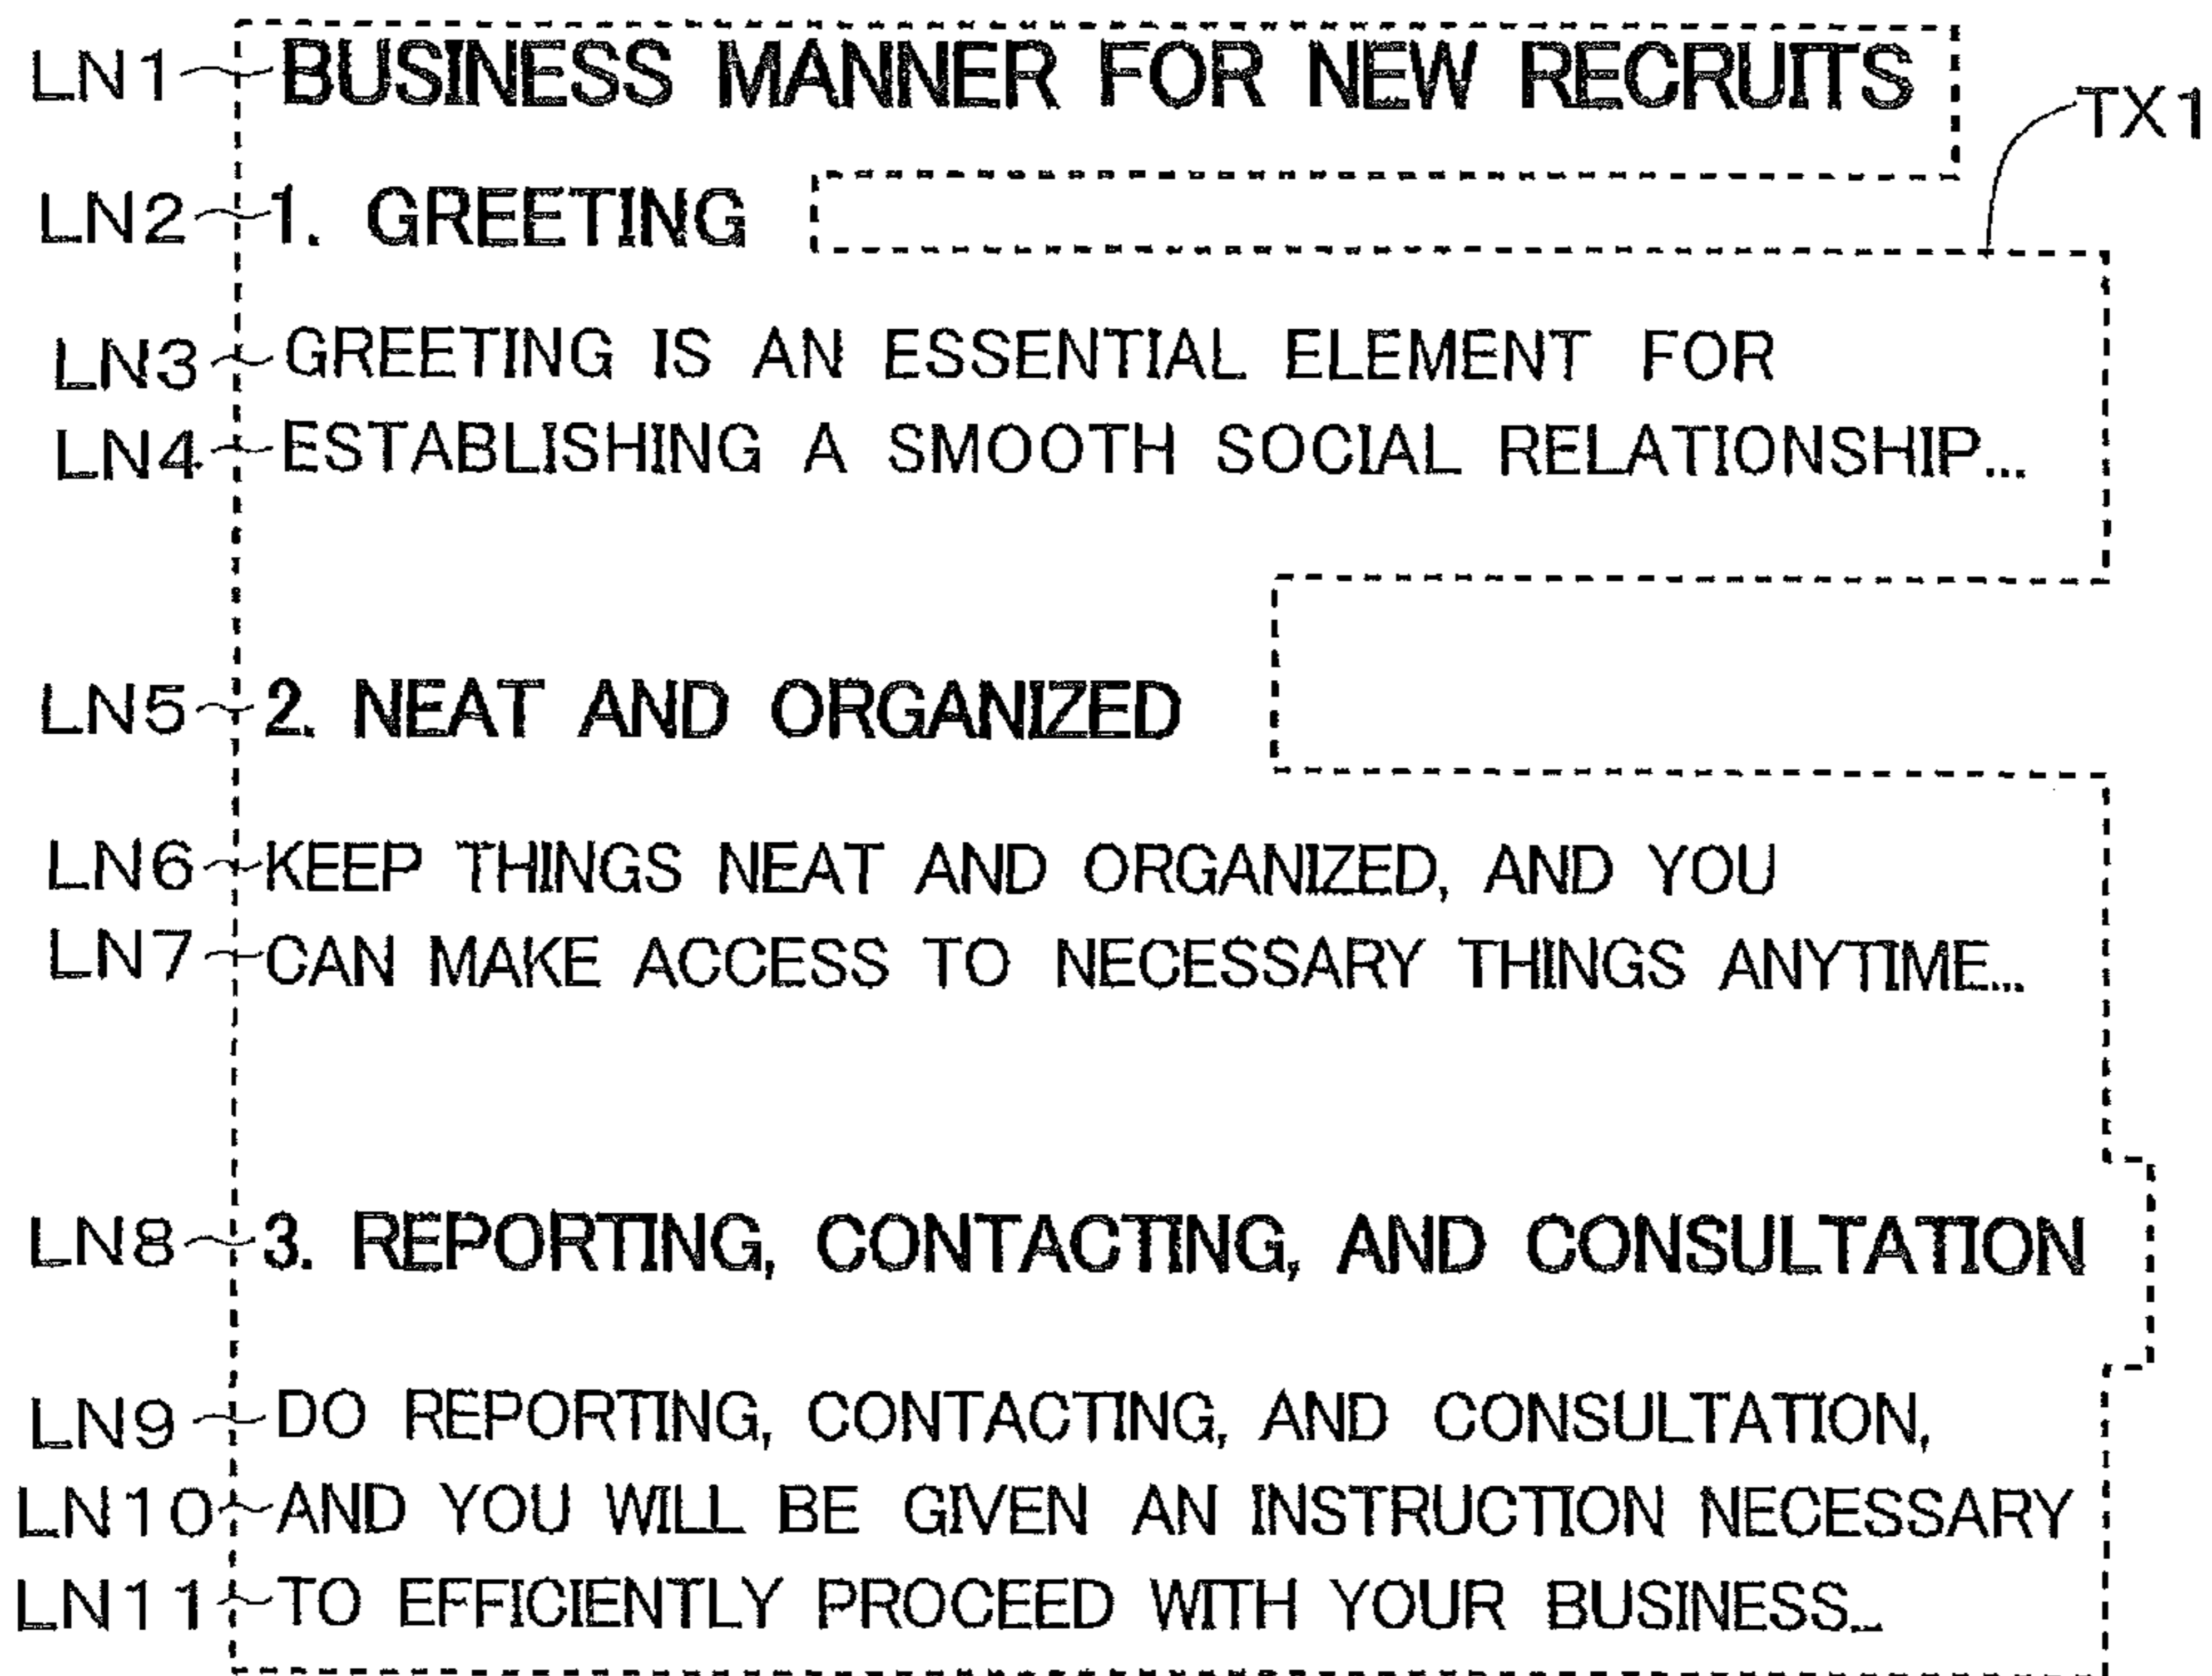 LN1 BUSINESS MANNER FOR NEW RECRUITS
TX1
LN2 1. GREETING
LN3 GREETING IS AN ESSENTIAL ELEMENT FOR
LN4 ESTABLISHING A SMOOTH SOCIAL RELATIONSHIP...
LN5 2. NEAT AND ORGANIZED
LN6 KEEP THINGS NEAT AND ORGANIZED, AND YOU
LN7 CAN MAKE ACCESS TO NECESSARY THINGS ANYTIME...
LN8 3. REPORTING, CONTACTING, AND CONSULTATION
LN9 DO REPORTING, CONTACTING, AND CONSULTATION,
LN10 AND YOU WILL BE GIVEN AN INSTRUCTION NECESSARY
LN11 TO EFFICIENTLY PROCEED WITH YOUR BUSINESS...